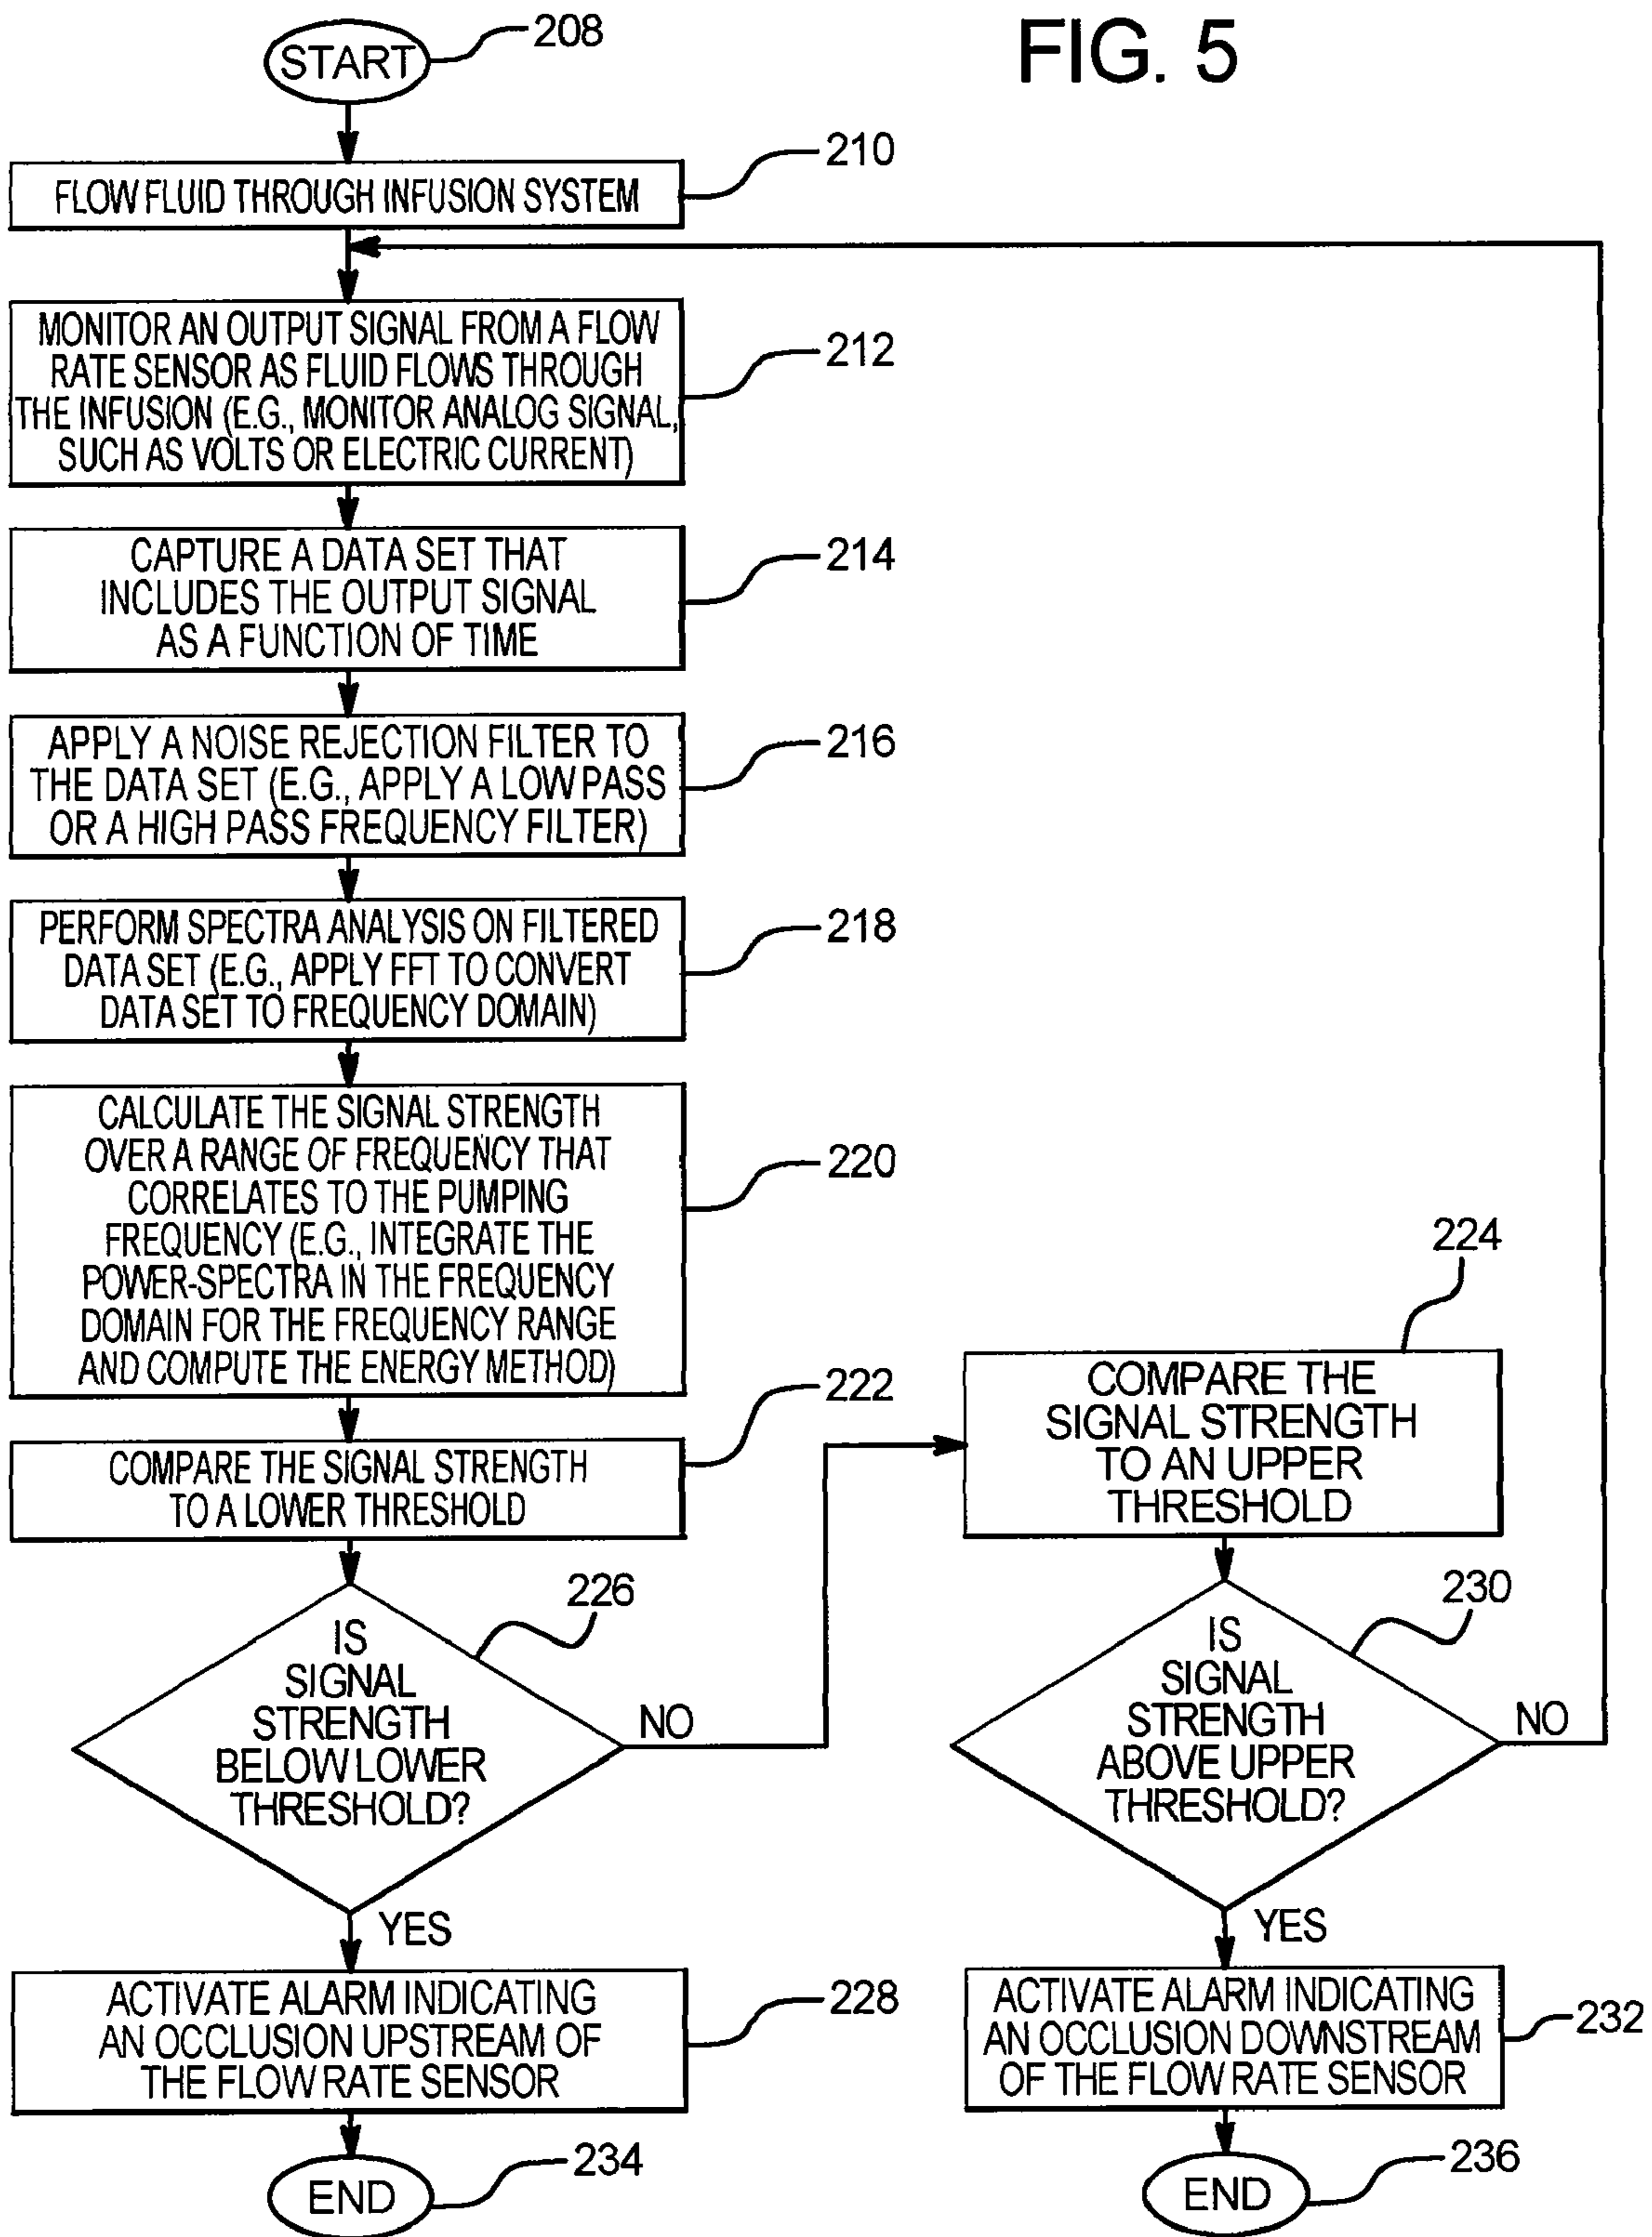 FIG. 5
START
208
FLOW FLUID THROUGH INFUSION SYSTEM
210
MONITOR AN OUTPUT SIGNAL FROM A FLOW
RATE SENSOR AS FLUID FLOWS THROUGH
THE INFUSION (E.G., MONITOR ANALOG SIGNAL,
SUCH AS VOLTS OR ELECTRIC CURRENT)
212
CAPTURE A DATA SET THAT
INCLUDES THE OUTPUT SIGNAL
AS A FUNCTION OF TIME
214
APPLY A NOISE REJECTION FILTER TO
THE DATA SET (E.G., APPLY A LOW PASS
OR A HIGH PASS FREQUENCY FILTER)
216
PERFORM SPECTRA ANALYSIS ON FILTERED
DATA SET (E.G., APPLY FFT TO CONVERT
DATA SET TO FREQUENCY DOMAIN)
218
CALCULATE THE SIGNAL STRENGTH
OVER A RANGE OF FREQUENCY THAT
CORRELATES TO THE PUMPING
FREQUENCY (E.G., INTEGRATE THE
POWER-SPECTRA IN THE FREQUENCY
DOMAIN FOR THE FREQUENCY RANGE
AND COMPUTE THE ENERGY METHOD)
220
COMPARE THE SIGNAL STRENGTH
TO A LOWER THRESHOLD
222
IS
SIGNAL
STRENGTH
BELOW LOWER
THRESHOLD?
226
NO
YES
ACTIVATE ALARM INDICATING
AN OCCLUSION UPSTREAM OF
THE FLOW RATE SENSOR
228
END
234
COMPARE THE
SIGNAL STRENGTH
TO AN UPPER
THRESHOLD
224
IS
SIGNAL
STRENGTH
ABOVE UPPER
THRESHOLD?
230
NO
YES
ACTIVATE ALARM INDICATING
AN OCCLUSION DOWNSTREAM
OF THE FLOW RATE SENSOR
232
END
236